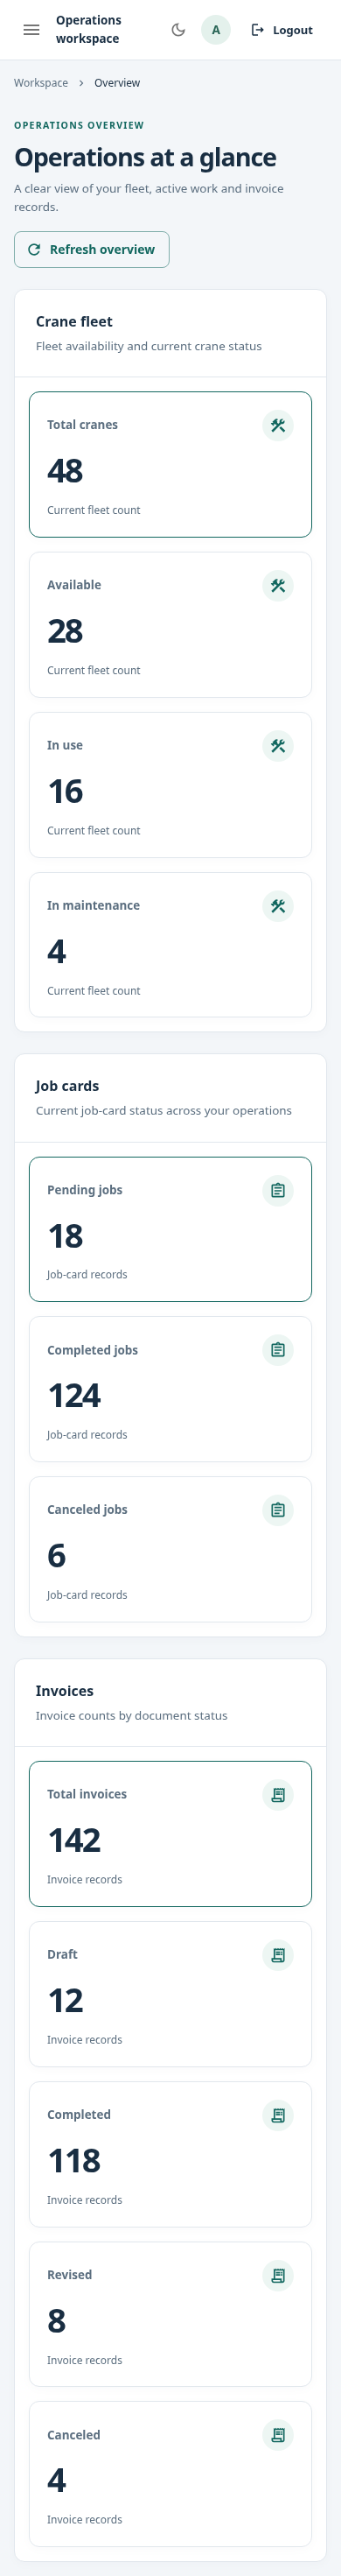 Operations
workspace
A
Logout
Workspace > Overview
OPERATIONS OVERVIEW
Operations at a glance
A clear view of your fleet, active work and invoice
records.
Refresh overview
Crane fleet
Fleet availability and current crane status
Total cranes
48
Current fleet count
Available
28
Current fleet count
In use
16
Current fleet count
In maintenance
4
Current fleet count
Job cards
Current job-card status across your operations
Pending jobs
18
Job-card records
Completed jobs
124
Job-card records
Canceled jobs
6
Job-card records
Invoices
Invoice counts by document status
Total invoices
142
Invoice records
Draft
12
Invoice records
Completed
118
Invoice records
Revised
8
Invoice records
Canceled
4
Invoice records